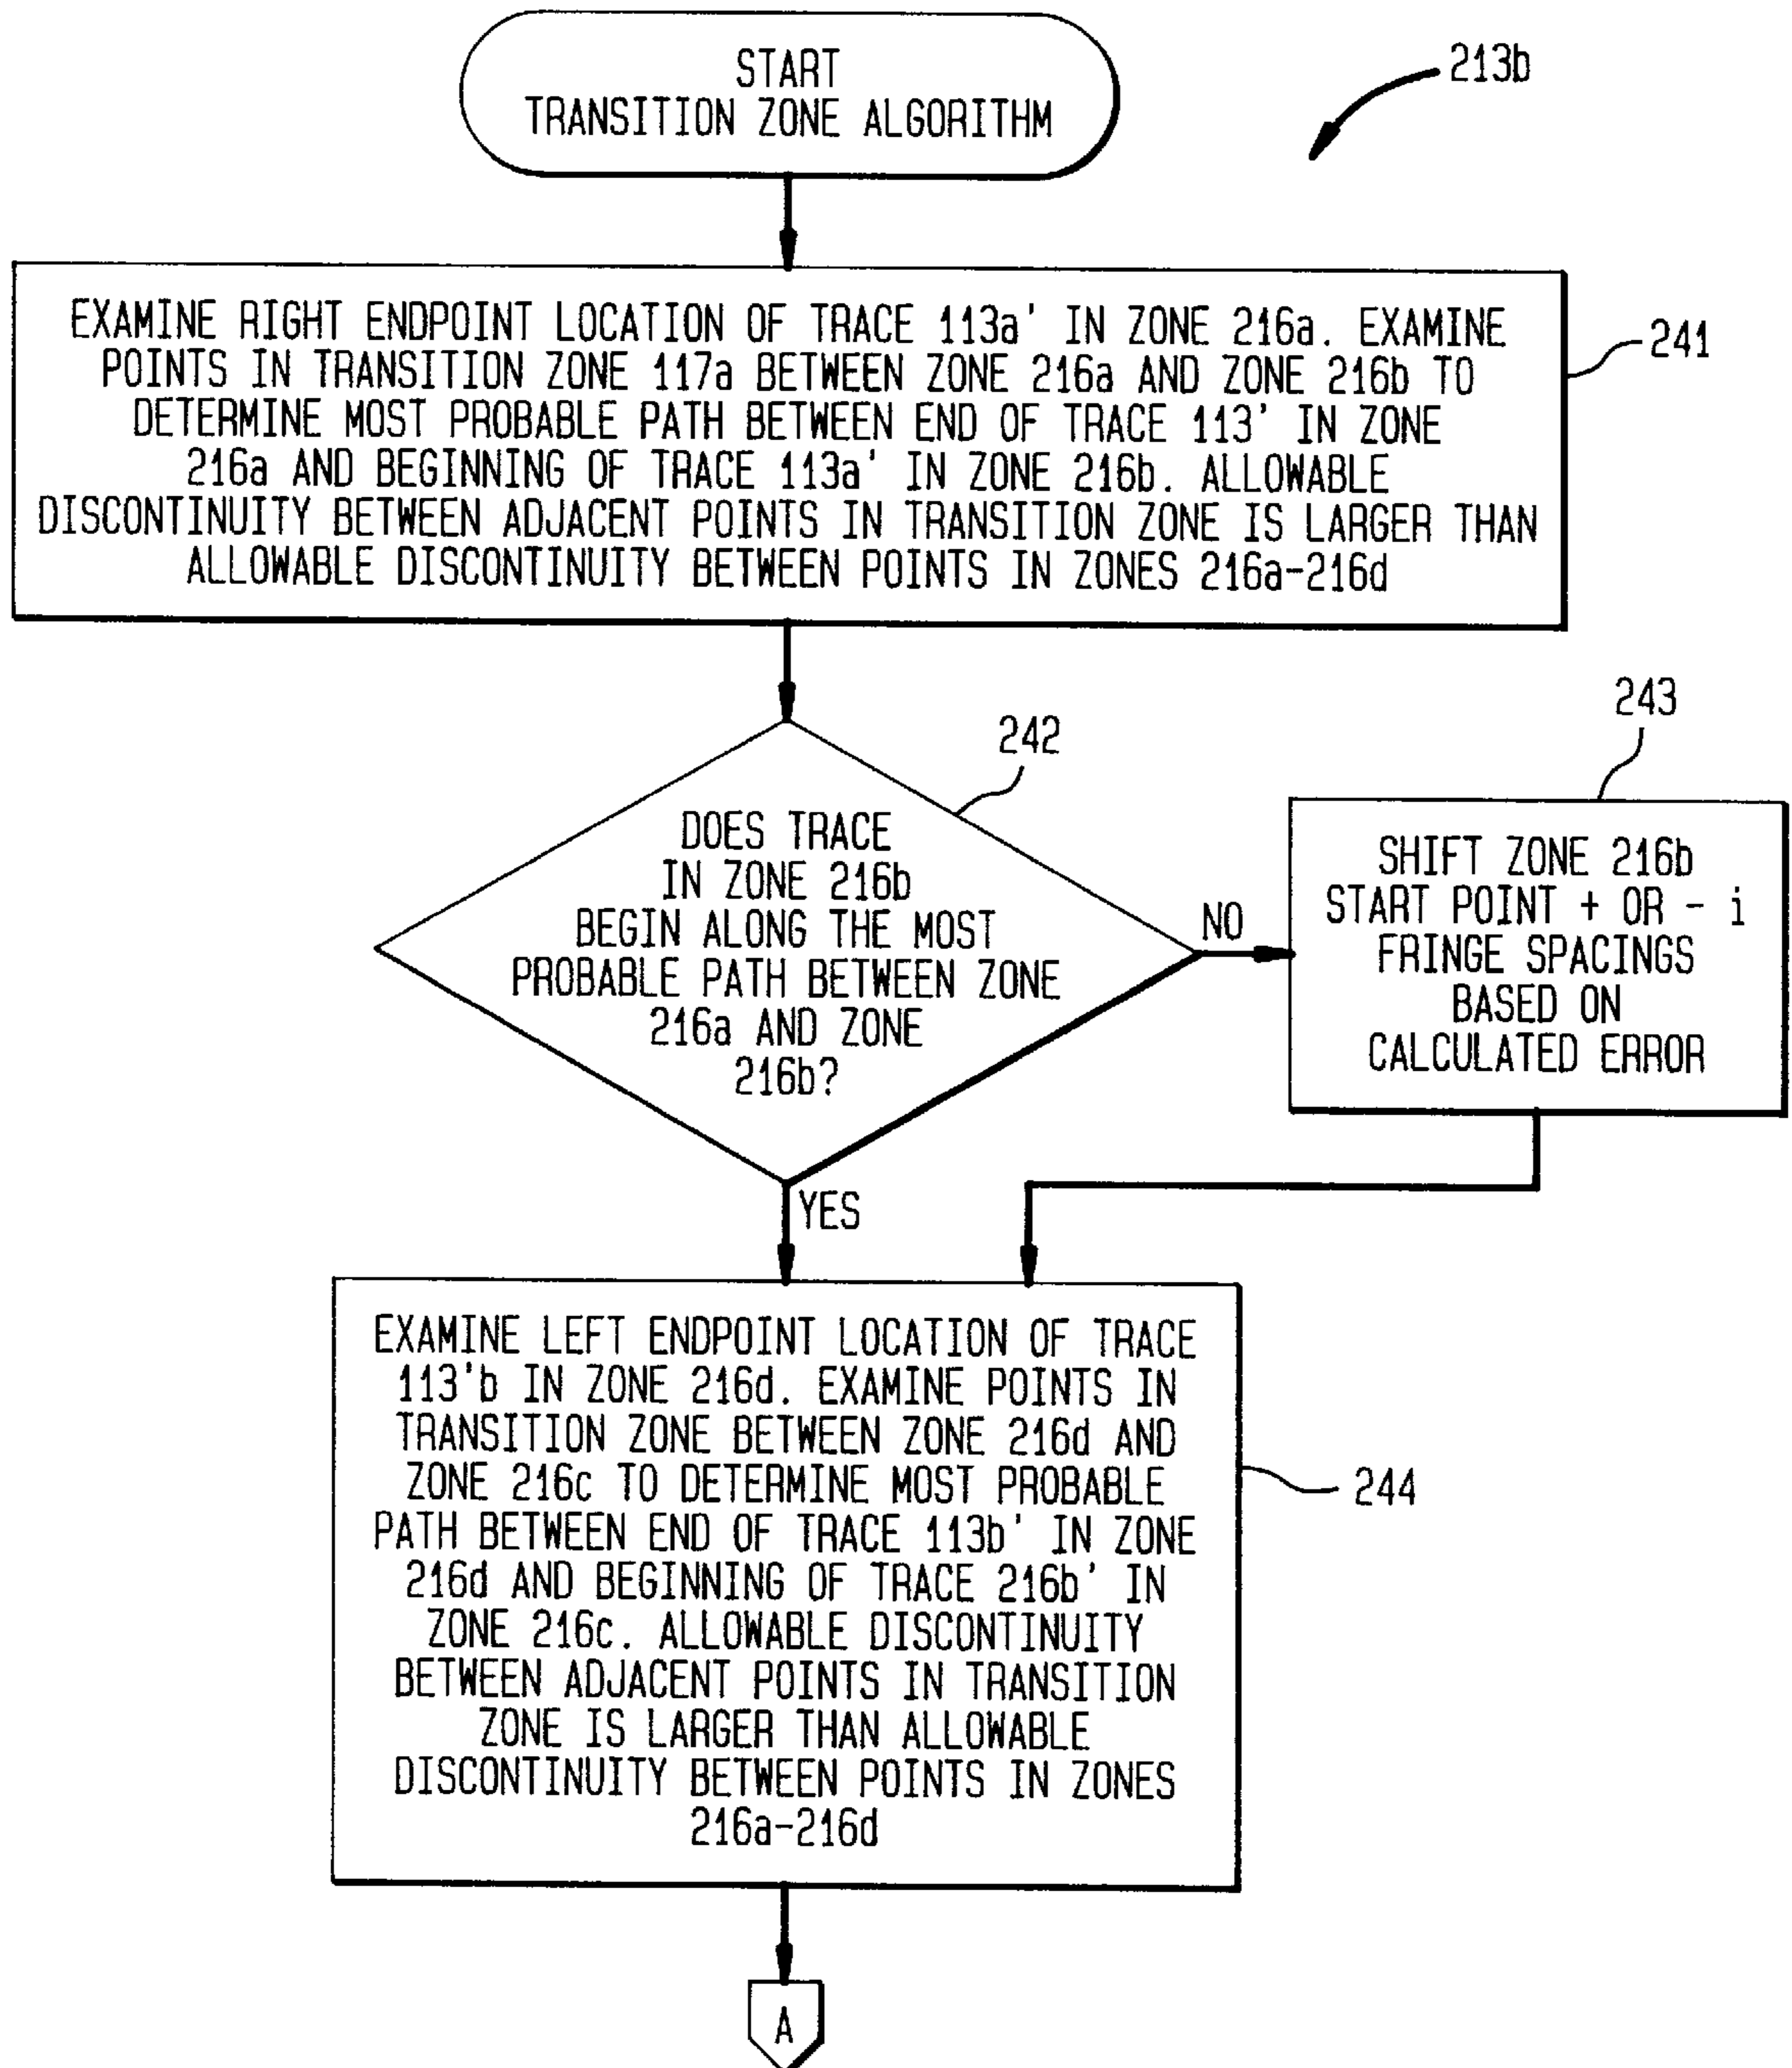 START
TRANSITION ZONE ALGORITHM
213b
EXAMINE RIGHT ENDPOINT LOCATION OF TRACE 113a' IN ZONE 216a. EXAMINE
POINTS IN TRANSITION ZONE 117a BETWEEN ZONE 216a AND ZONE 216b TO
DETERMINE MOST PROBABLE PATH BETWEEN END OF TRACE 113' IN ZONE
216a AND BEGINNING OF TRACE 113a' IN ZONE 216b. ALLOWABLE
DISCONTINUITY BETWEEN ADJACENT POINTS IN TRANSITION ZONE IS LARGER THAN
ALLOWABLE DISCONTINUITY BETWEEN POINTS IN ZONES 216a-216d
241
242
DOES TRACE
IN ZONE 216b
BEGIN ALONG THE MOST
PROBABLE PATH BETWEEN ZONE
216a AND ZONE
216b?
NO
243
SHIFT ZONE 216b
START POINT + OR - i
FRINGE SPACINGS
BASED ON
CALCULATED ERROR
YES
EXAMINE LEFT ENDPOINT LOCATION OF TRACE
113'b IN ZONE 216d. EXAMINE POINTS IN
TRANSITION ZONE BETWEEN ZONE 216d AND
ZONE 216c TO DETERMINE MOST PROBABLE
PATH BETWEEN END OF TRACE 113b' IN ZONE
216d AND BEGINNING OF TRACE 216b' IN
ZONE 216c. ALLOWABLE DISCONTINUITY
BETWEEN ADJACENT POINTS IN TRANSITION
ZONE IS LARGER THAN ALLOWABLE
DISCONTINUITY BETWEEN POINTS IN ZONES
216a-216d
244
A